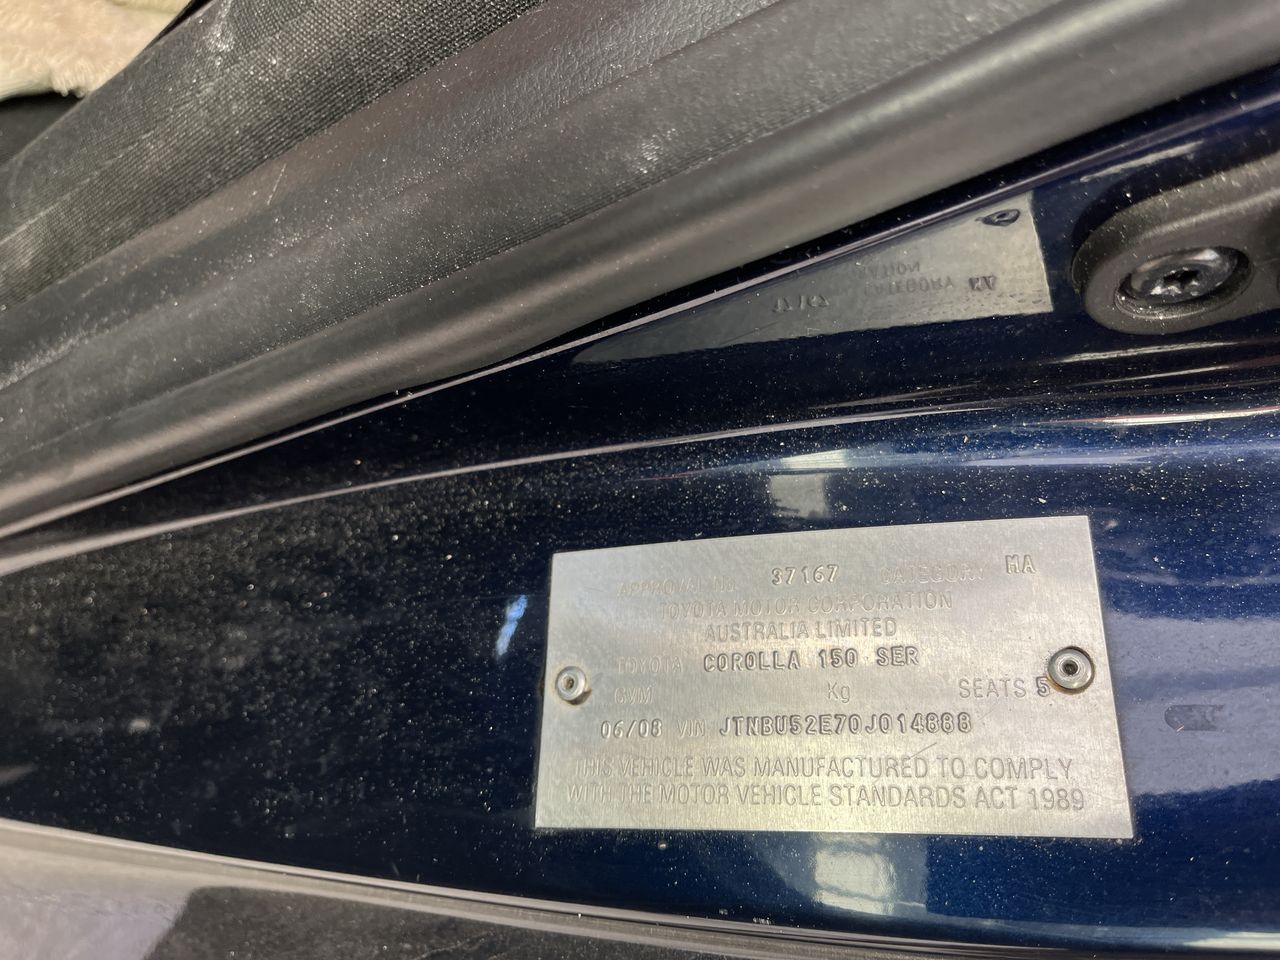 APPROVAL No. 37167 CATEGORY MA
TOYOTA MOTOR CORPORATION
AUSTRALIA LIMITED
TOYOTA COROLLA 150 SER
GVM Kg SEATS 5
06/08 VIN JTNBU52E70J014888
THIS VEHICLE WAS MANUFACTURED TO COMPLY
WITH THE MOTOR VEHICLE STANDARDS ACT 1989